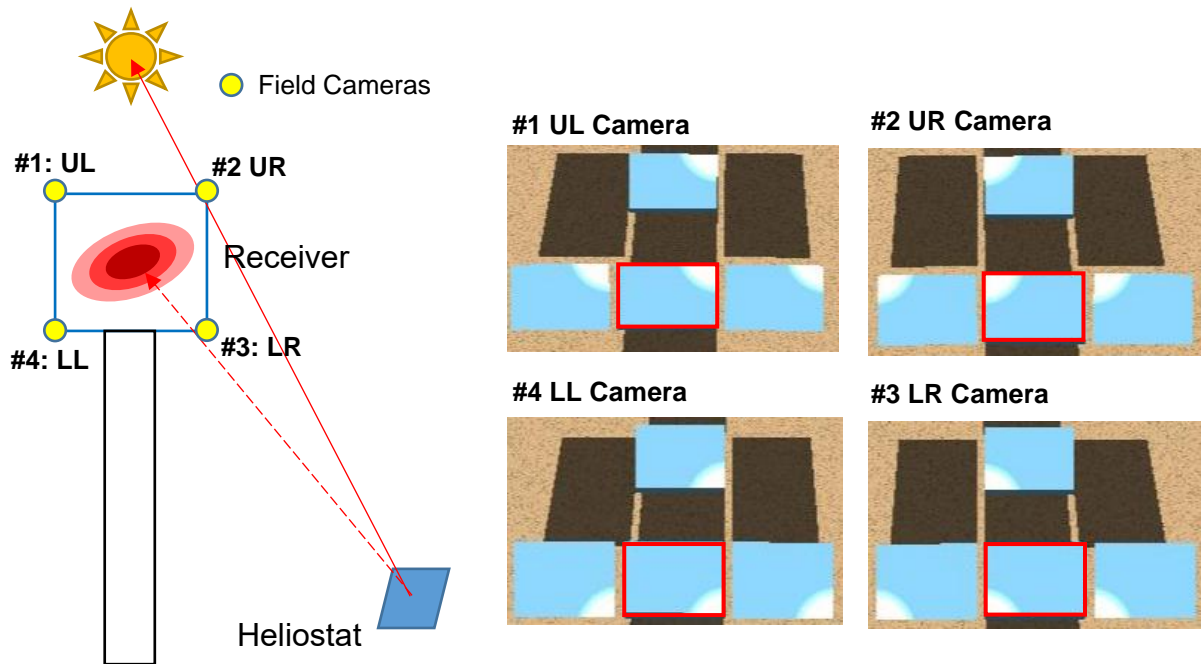 Field Cameras
#1: UL
#2 UR
Receiver
#4: LL
#3: LR
Heliostat
#1 UL Camera
#2 UR Camera
#4 LL Camera
#3 LR Camera